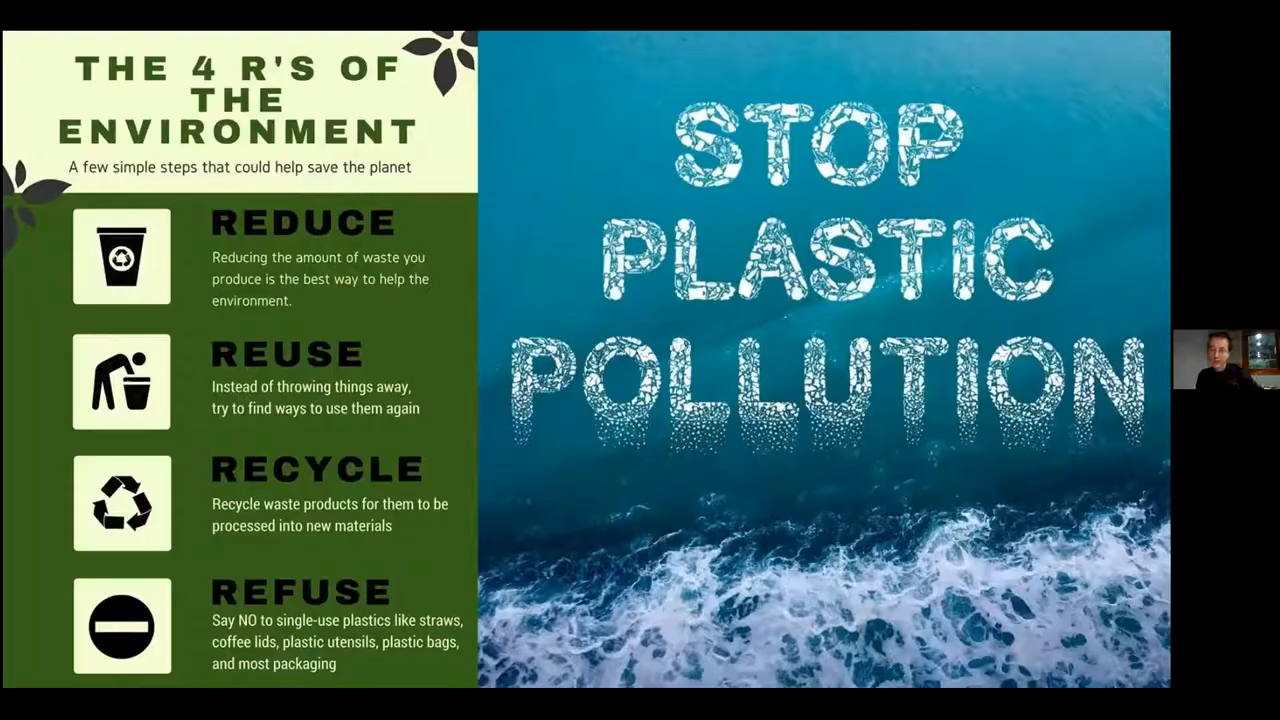 THE 4 R'S OF
THE
ENVIRONMENT
A few simple steps that could help save the planet
REDUCE
Reducing the amount of waste you
produce is the best way to help the
environment.
REUSE
Instead of throwing things away,
try to find ways to use them again
RECYCLE
Recycle waste products for them to be
processed into new materials
REFUSE
Say NO to single-use plastics like straws,
coffee lids, plastic utensils, plastic bags,
and most packaging
STOP
PLASTIC
POLLUTION